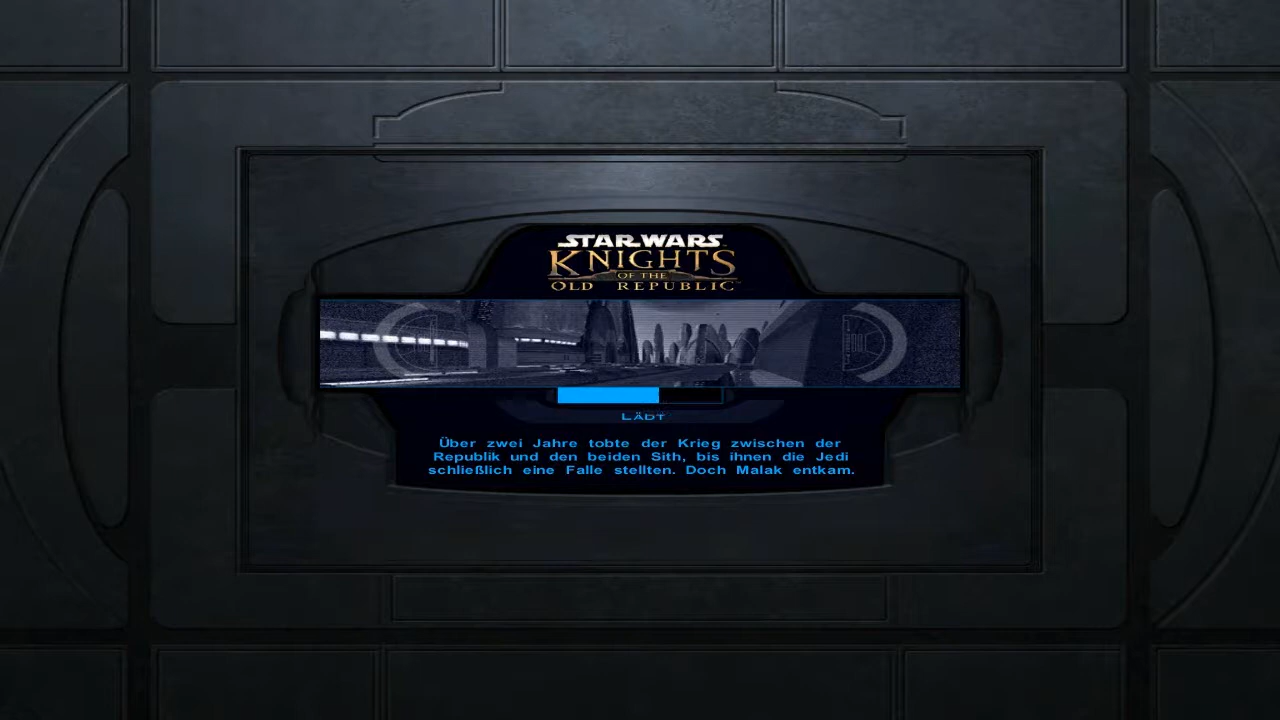 STAR WARS
KNIGHTS
OF THE
OLD REPUBLIC
LÄDT
Über zwei Jahre tobte der Krieg zwischen der
Republik und den beiden Sith, bis ihnen die Jedi
schließlich eine Falle stellten. Doch Malak entkam.